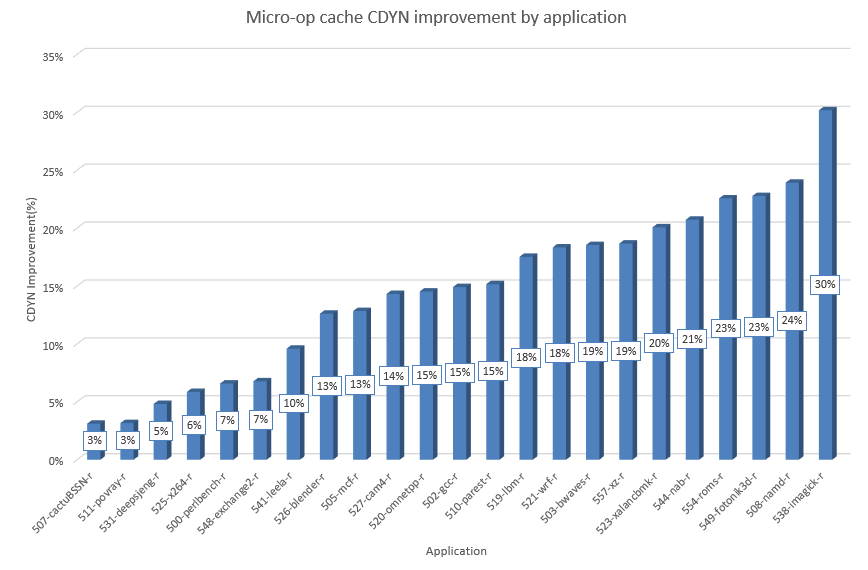 Micro-op cache CDYN improvement by application
35%
30%
25%
20%
15%
10%
5%
0%
CDYN Improvement(%)
3%
3%
5%
6%
7%
7%
10%
13%
13%
14%
15%
15%
15%
18%
18%
19%
19%
20%
21%
23%
23%
24%
30%
507-cactuBSSN-r
511-povray-r
531-deepsjeng-r
525-x264-r
500-perlbench-r
548-exchange2-r
541-leela-r
526-blender-r
505-mcf-r
527-cam4-r
520-omnetpp-r
502-gcc-r
510-parest-r
519-lbm-r
521-wrf-r
503-bwaves-r
557-xz-r
523-xalancbmk-r
544-nab-r
554-roms-r
549-fotonik3d-r
508-namd-r
538-imagick-r
Application